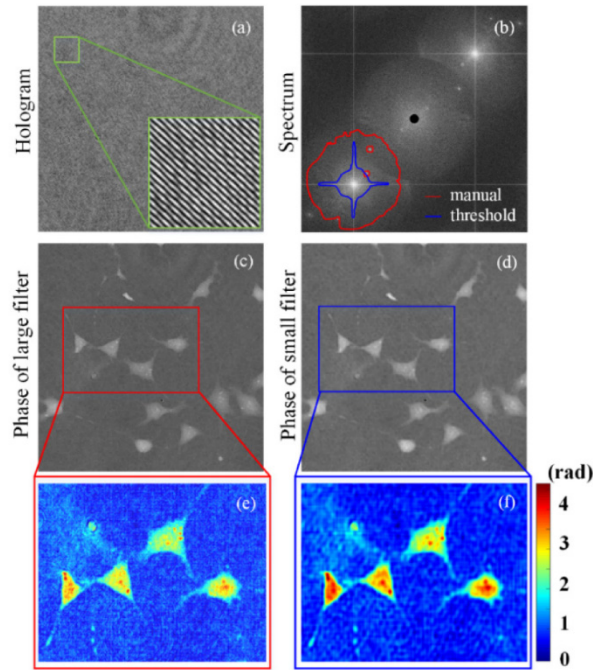 Hologram
(a)
Spectrum
(b)
manual
threshold
Phase of large filter
(c)
Phase of small filter
(d)
(e)
(f)
(rad)
4
3
2
1
0